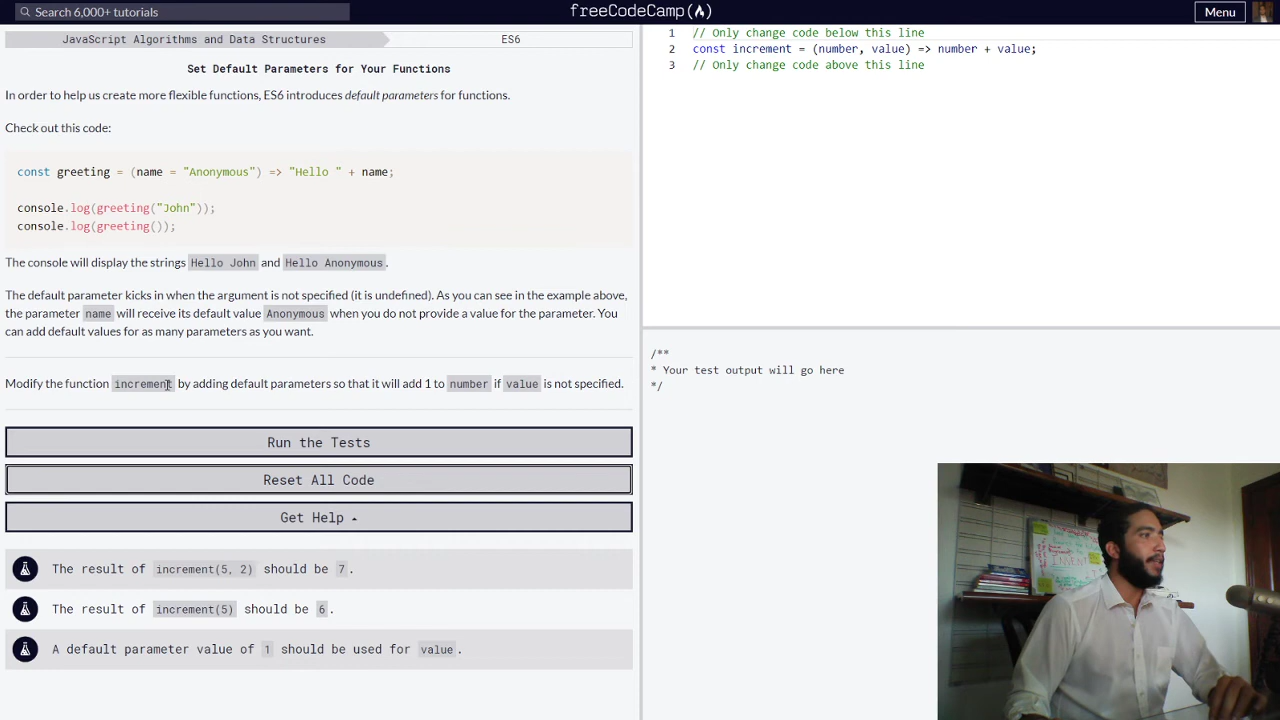 Search 6,000+ tutorials
freeCodeCamp
Menu
JavaScript Algorithms and Data Structures
ES6
Set Default Parameters for Your Functions
In order to help us create more flexible functions, ES6 introduces default parameters for functions.
Check out this code:
const greeting = (name = "Anonymous") => "Hello " + name;
console.log(greeting("John"));
console.log(greeting());
The console will display the strings Hello John and Hello Anonymous.
The default parameter kicks in when the argument is not specified (it is undefined). As you can see in the example above,
the parameter name will receive its default value Anonymous when you do not provide a value for the parameter. You
can add default values for as many parameters as you want.
Modify the function increment by adding default parameters so that it will add 1 to number if value is not specified.
Run the Tests
Reset All Code
Get Help
The result of increment(5, 2) should be 7.
The result of increment(5) should be 6.
A default parameter value of 1 should be used for value.
1 // Only change code below this line
2 const increment = (number, value) => number + value;
3 // Only change code above this line
/**
* Your test output will go here
*/
INVENT